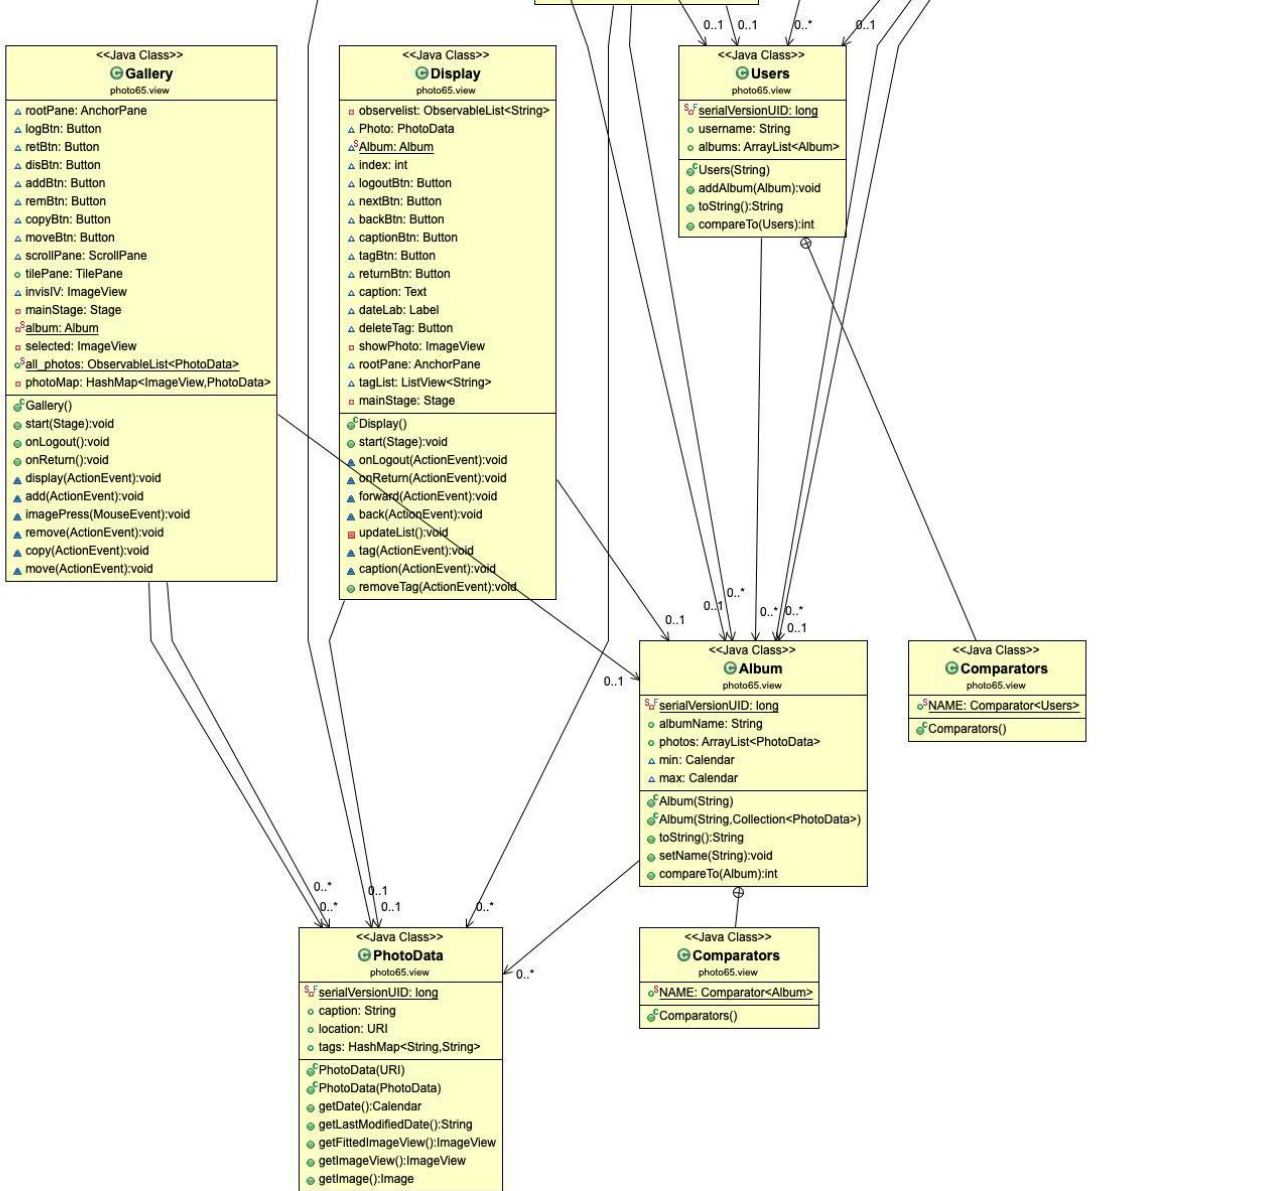 0..1
0..1
0..*
0..1
<<Java Class>>
Gallery
photo65.view
rootPane: AnchorPane
logBtn: Button
retBtn: Button
disBtn: Button
addBtn: Button
remBtn: Button
copyBtn: Button
moveBtn: Button
scrollPane: ScrollPane
tilePane: TilePane
invisIV: ImageView
mainStage: Stage
album: Album
selected: ImageView
all_photos: ObservableList<PhotoData>
photoMap: HashMap<ImageView,PhotoData>
Gallery()
start(Stage):void
onLogout():void
onReturn():void
display(ActionEvent):void
add(ActionEvent):void
imagePress(MouseEvent):void
remove(ActionEvent):void
copy(ActionEvent):void
move(ActionEvent):void
<<Java Class>>
Display
photo65.view
observelist: ObservableList<String>
Photo: PhotoData
Album: Album
index: int
logoutBtn: Button
nextBtn: Button
backBtn: Button
captionBtn: Button
tagBtn: Button
returnBtn: Button
caption: Text
dateLab: Label
deleteTag: Button
showPhoto: ImageView
rootPane: AnchorPane
tagList: ListView<String>
mainStage: Stage
Display()
start(Stage):void
onLogout(ActionEvent):void
onReturn(ActionEvent):void
forward(ActionEvent):void
back(ActionEvent):void
updateList():void
tag(ActionEvent):void
caption(ActionEvent):void
removeTag(ActionEvent):void
<<Java Class>>
Users
photo65.view
serialVersionUID: long
username: String
albums: ArrayList<Album>
Users(String)
addAlbum(Album):void
toString():String
compareTo(Users):int
0..*
0..1
0..*
0..*
0..1
0..1
0..1
<<Java Class>>
Album
photo65.view
serialVersionUID: long
albumName: String
photos: ArrayList<PhotoData>
min: Calendar
max: Calendar
Album(String)
Album(String,Collection<PhotoData>)
toString():String
setName(String):void
compareTo(Album):int
<<Java Class>>
Comparators
photo65.view
NAME: Comparator<Users>
Comparators()
0..*
0..*
0..1
0..1
0..*
0..*
<<Java Class>>
PhotoData
photo65.view
serialVersionUID: long
caption: String
location: URI
tags: HashMap<String,String>
PhotoData(URI)
PhotoData(PhotoData)
getDate():Calendar
getLastModifiedDate():String
getFittedImageView():ImageView
getImageView():ImageView
getImage():Image
<<Java Class>>
Comparators
photo65.view
NAME: Comparator<Album>
Comparators()